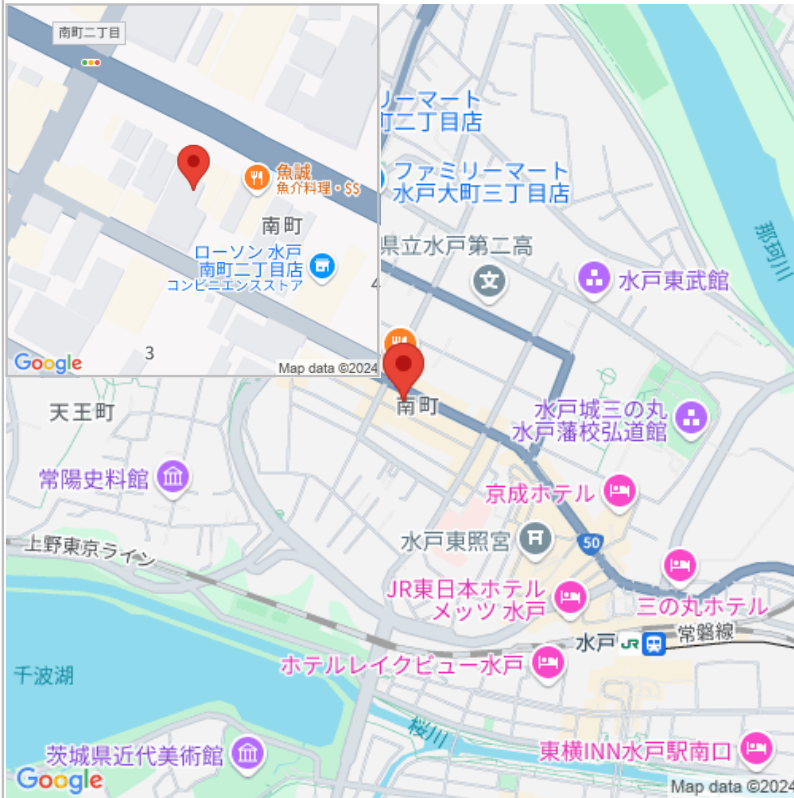 南町二丁目
魚誠
魚介料理・$$
南町
ローソン 水戸
南町二丁目店
コンビニエンスストア
3
4
Google
Map data ©2024
リーマート
町二丁目店
ファミリーマート
水戸大町三丁目店
那珂川
県立水戸第二高
水戸東武館
南町
天王町
水戸城三の丸
水戸藩校弘道館
常陽史料館
京成ホテル
上野東京ライン
水戸東照宮
50
JR東日本ホテル
メッツ 水戸
三の丸ホテル
水戸 JR
常磐線
ホテルレイクビュー水戸
千波湖
桜川
茨城県近代美術館
東横INN水戸駅南口
Google
Map data ©2024